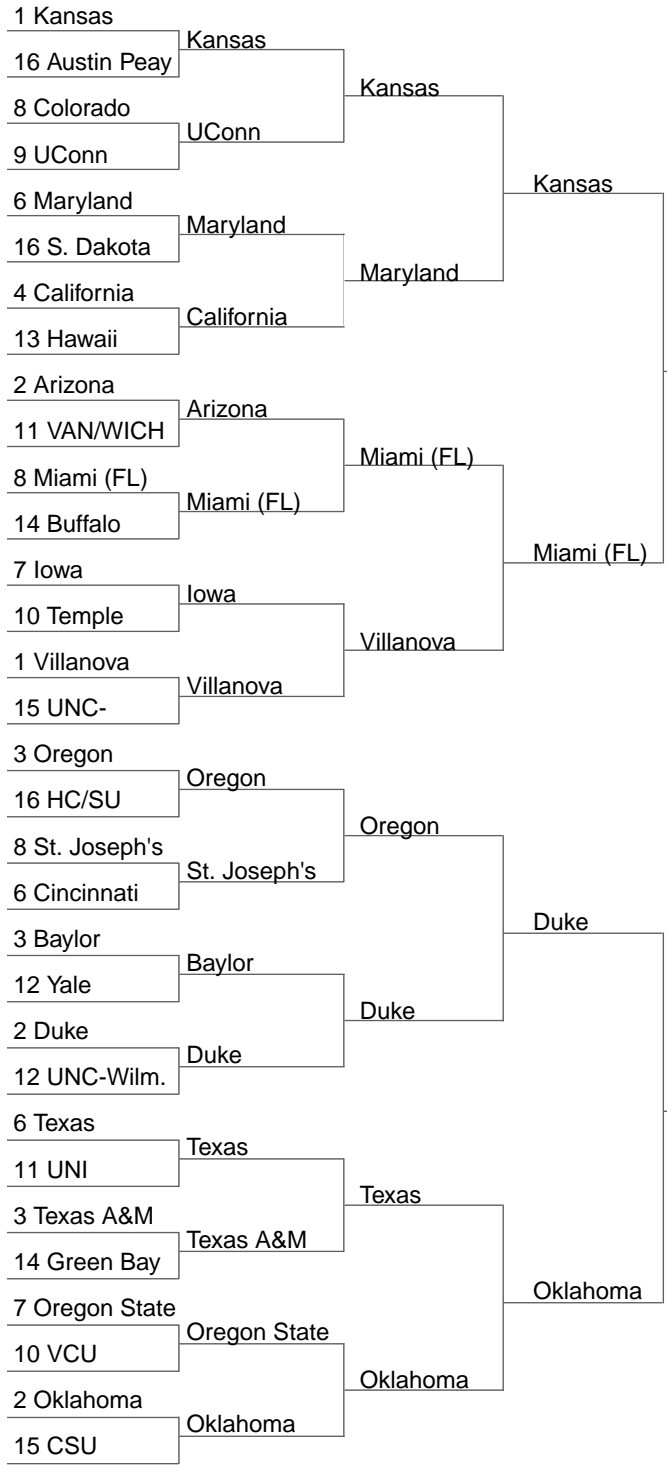 1 Kansas
16 Austin Peay
8 Colorado
9 UConn
6 Maryland
16 S. Dakota
4 California
13 Hawaii
2 Arizona
11 VAN/WICH
8 Miami (FL)
14 Buffalo
7 Iowa
10 Temple
1 Villanova
15 UNC-
3 Oregon
16 HC/SU
8 St. Joseph's
6 Cincinnati
3 Baylor
12 Yale
2 Duke
12 UNC-Wilm.
6 Texas
11 UNI
3 Texas A&M
14 Green Bay
7 Oregon State
10 VCU
2 Oklahoma
15 CSU
Kansas
UConn
Maryland
California
Arizona
Miami (FL)
Iowa
Villanova
Oregon
St. Joseph's
Baylor
Duke
Texas
Texas A&M
Oregon State
Oklahoma
Kansas
Maryland
Miami (FL)
Villanova
Oregon
Duke
Texas
Oklahoma
Kansas
Miami (FL)
Duke
Oklahoma